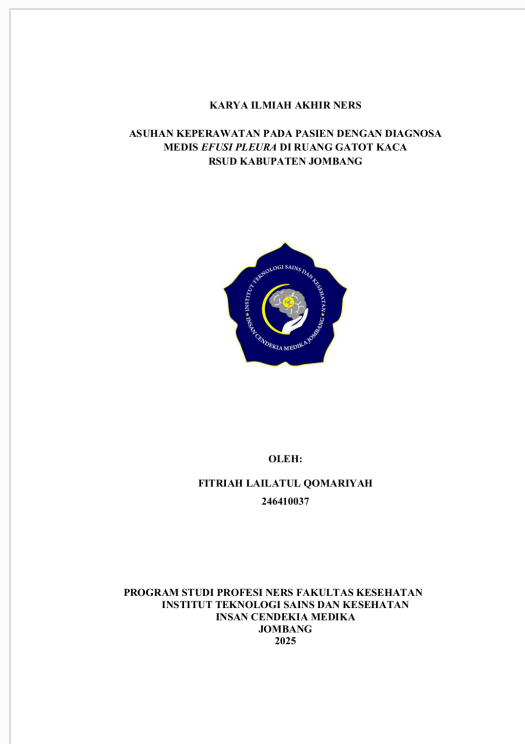 KARYA ILMIAH AKHIR NERS
ASUHAN KEPERAWATAN PADA PASIEN DENGAN DIAGNOSA
MEDIS EFUSI PLEURA DI RUANG GATOT KACA
RSUD KABUPATEN JOMBANG
INSTITUT TEKNOLOGI SAINS DAN KESEHATAN
INSAN CENDEKIA MEDIKA JOMBANG
OLEH:
FITRIAH LAILATUL QOMARIYAH
246410037
PROGRAM STUDI PROFESI NERS FAKULTAS KESEHATAN
INSTITUT TEKNOLOGI SAINS DAN KESEHATAN
INSAN CENDEKIA MEDIKA
JOMBANG
2025